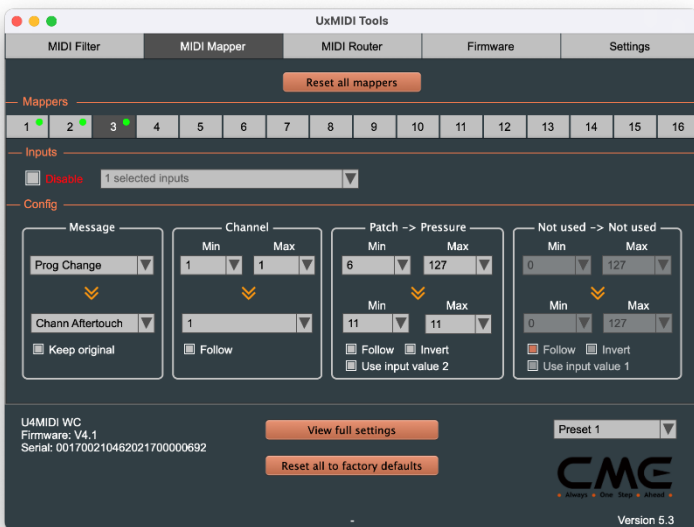 UxMIDI Tools
MIDI Filter MIDI Mapper MIDI Router Firmware Settings
Reset all mappers
Mappers
1 2 3 4 5 6 7 8 9 10 11 12 13 14 15 16
Inputs
Disable 1 selected inputs
Config
Message Channel Patch -> Pressure Not used -> Not used
Min Max Min Max Min Max
Prog Change 1 1 6 127 0 127
Min Max Min Max
Chann Aftertouch 1 11 11 0 127
Keep original Follow Follow Invert Follow Invert
Use input value 2 Use input value 1
U4MIDI WC
Firmware: V4.1
Serial: 001700210462021700000692
View full settings Preset 1
Reset all to factory defaults
CME
Always One Step Ahead
- Version 5.3